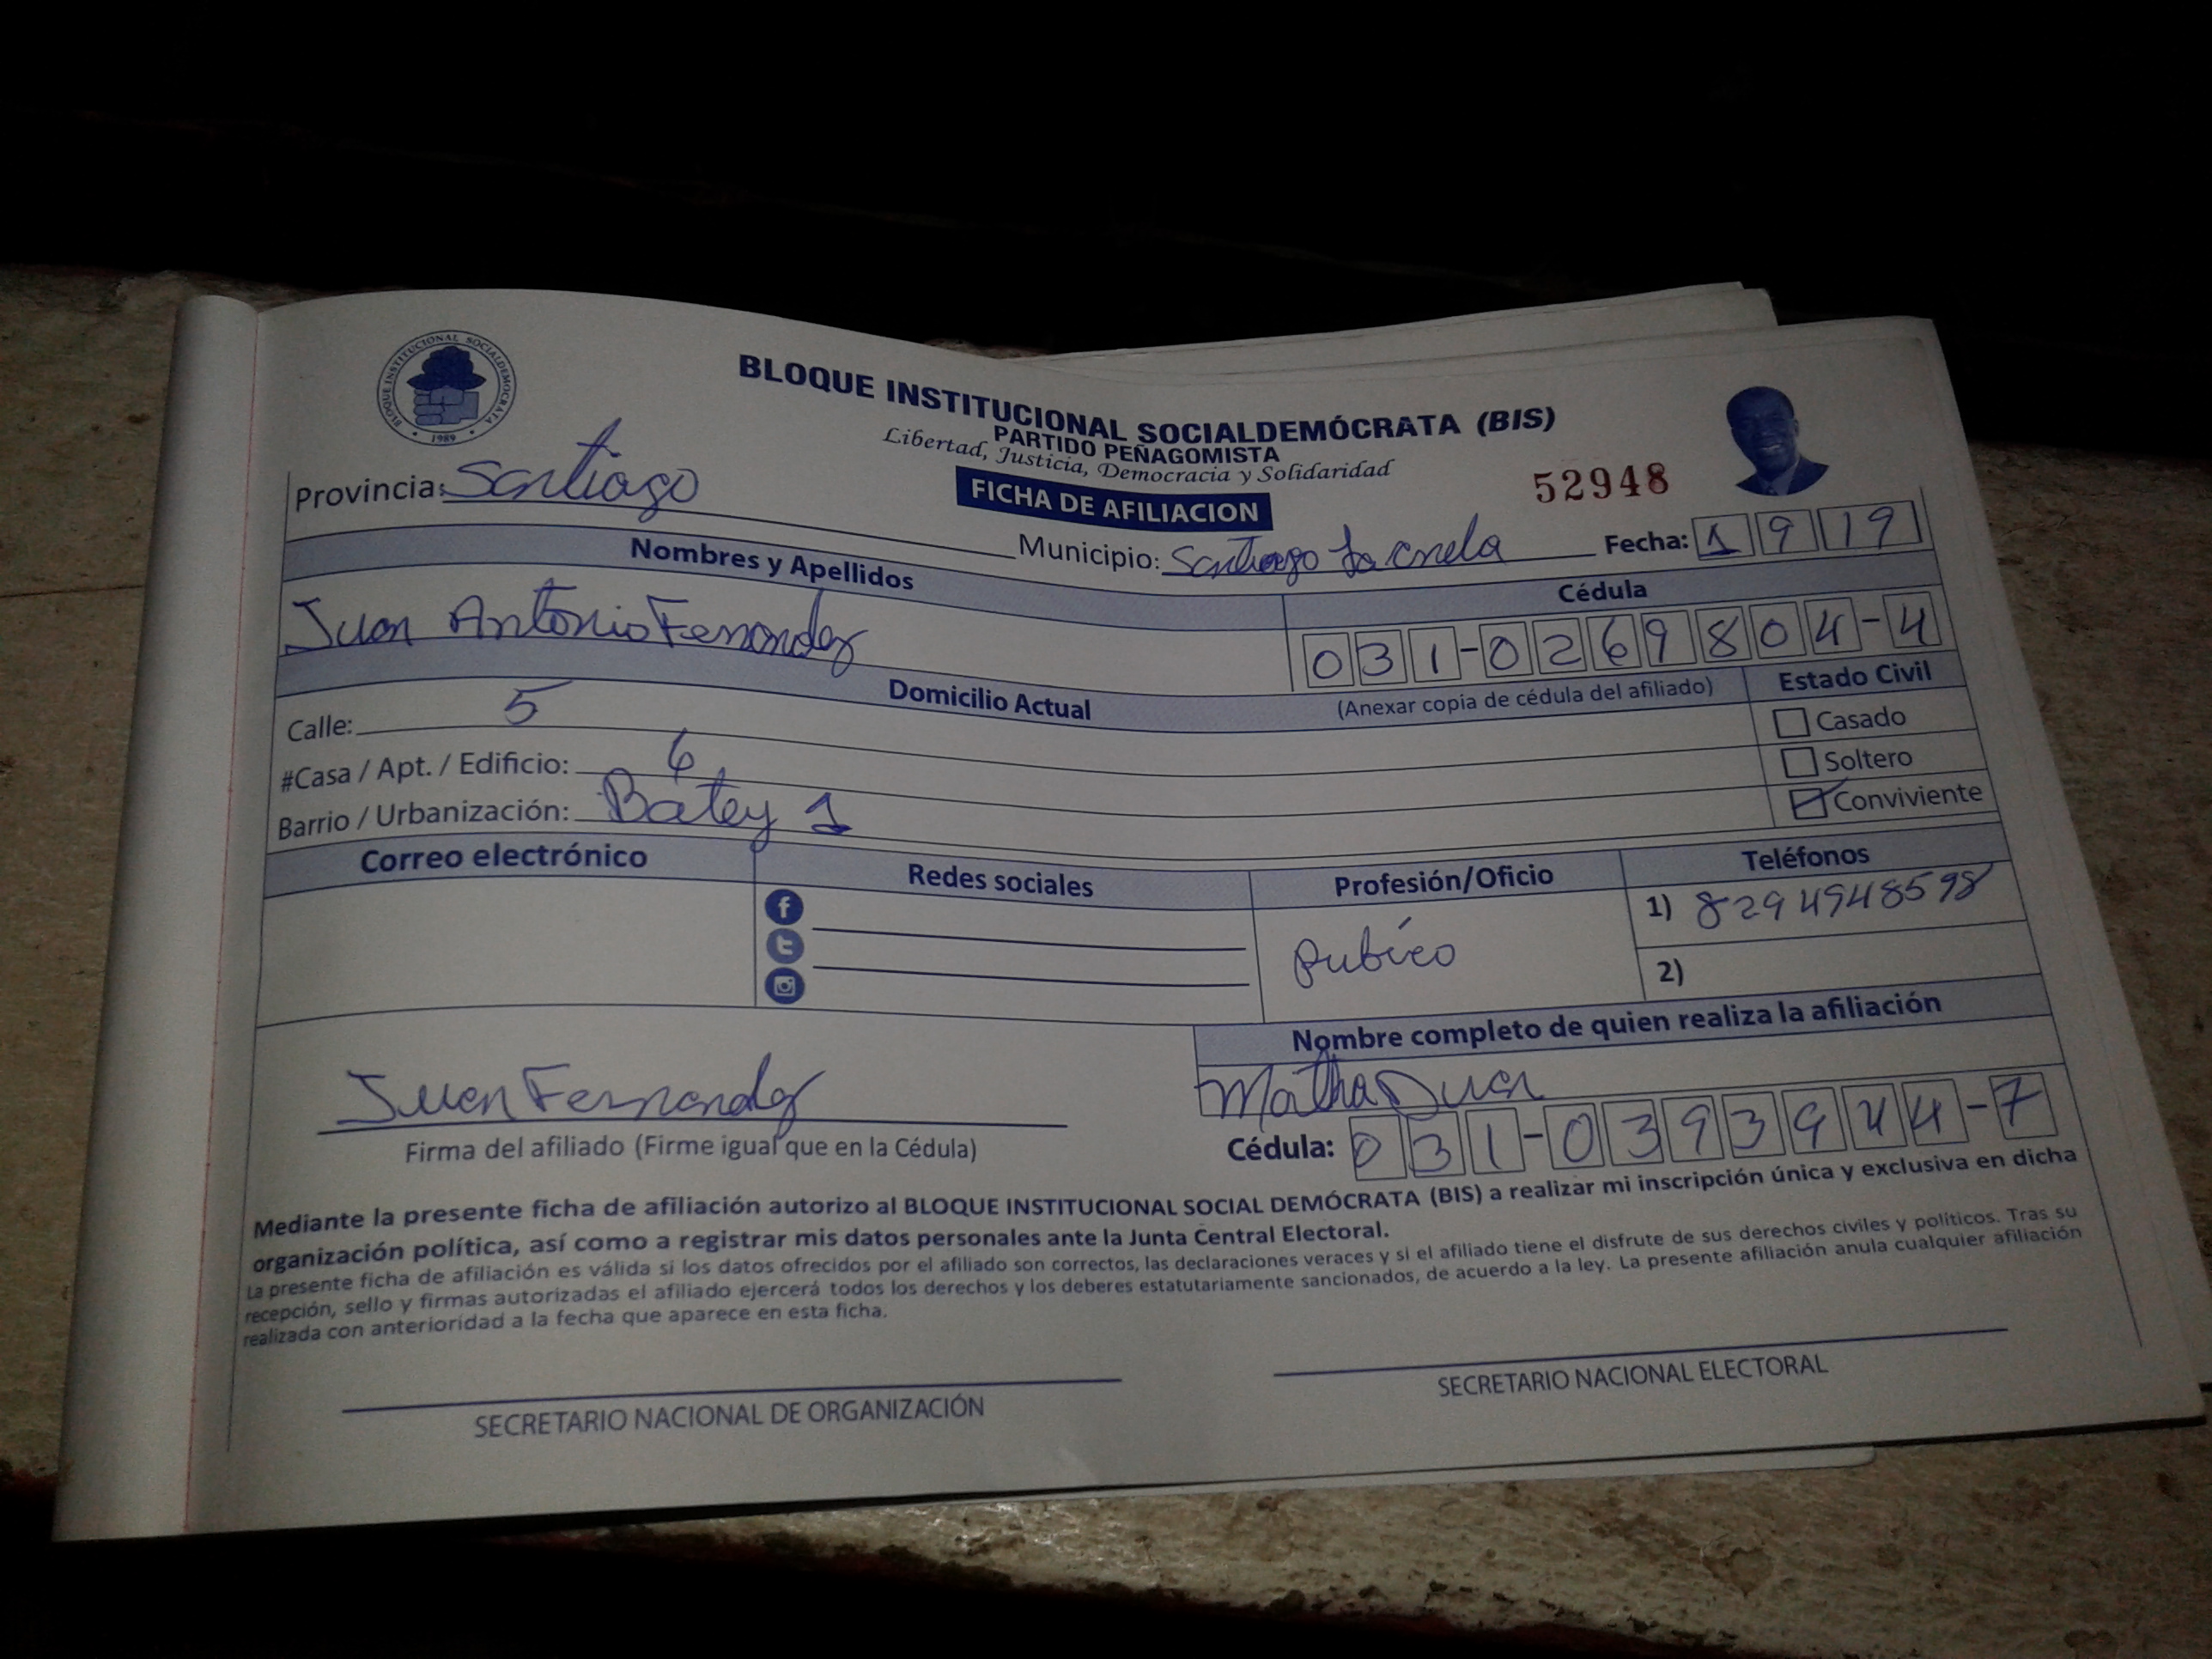 BLOQUE INSTITUCIONAL SOCIALDEMOCRATA
1989
BLOQUE INSTITUCIONAL SOCIALDEMÓCRATA (BIS)
PARTIDO PEÑAGOMISTA
Libertad, Justicia, Democracia y Solidaridad
FICHA DE AFILIACION
52948
Provincia: Santiago
Municipio: Santiago La
Fecha: 1 9 19
Nombres y Apellidos
Cédula
Juan Antonio Fernandez
031-0269804-4
Domicilio Actual
(Anexar copia de cédula del afiliado)
Estado Civil
Calle: 5
Casado
#Casa / Apt. / Edificio: 6
Soltero
Barrio / Urbanización: Batey 1
Conviviente
Correo electrónico
Redes sociales
Profesión/Oficio
Teléfonos
1) 8294948598
2)
Nombre completo de quien realiza la afiliación
Juan Fernandez
Firma del afiliado (Firme igual que en la Cédula)
Cédula: 031-0393944-7
Mediante la presente ficha de afiliación autorizo al BLOQUE INSTITUCIONAL SOCIAL DEMÓCRATA (BIS) a realizar mi inscripción única y exclusiva en dicha
organización política, así como a registrar mis datos personales ante la Junta Central Electoral.
La presente ficha de afiliación es válida si los datos ofrecidos por el afiliado son correctos, las declaraciones veraces y si el afiliado tiene el disfrute de sus derechos civiles y políticos. Tras su
recepción, sello y firmas autorizadas el afiliado ejercerá todos los derechos y los deberes estatutariamente sancionados, de acuerdo a la ley. La presente afiliación anula cualquier afiliación
realizada con anterioridad a la fecha que aparece en esta ficha.
SECRETARIO NACIONAL DE ORGANIZACIÓN
SECRETARIO NACIONAL ELECTORAL